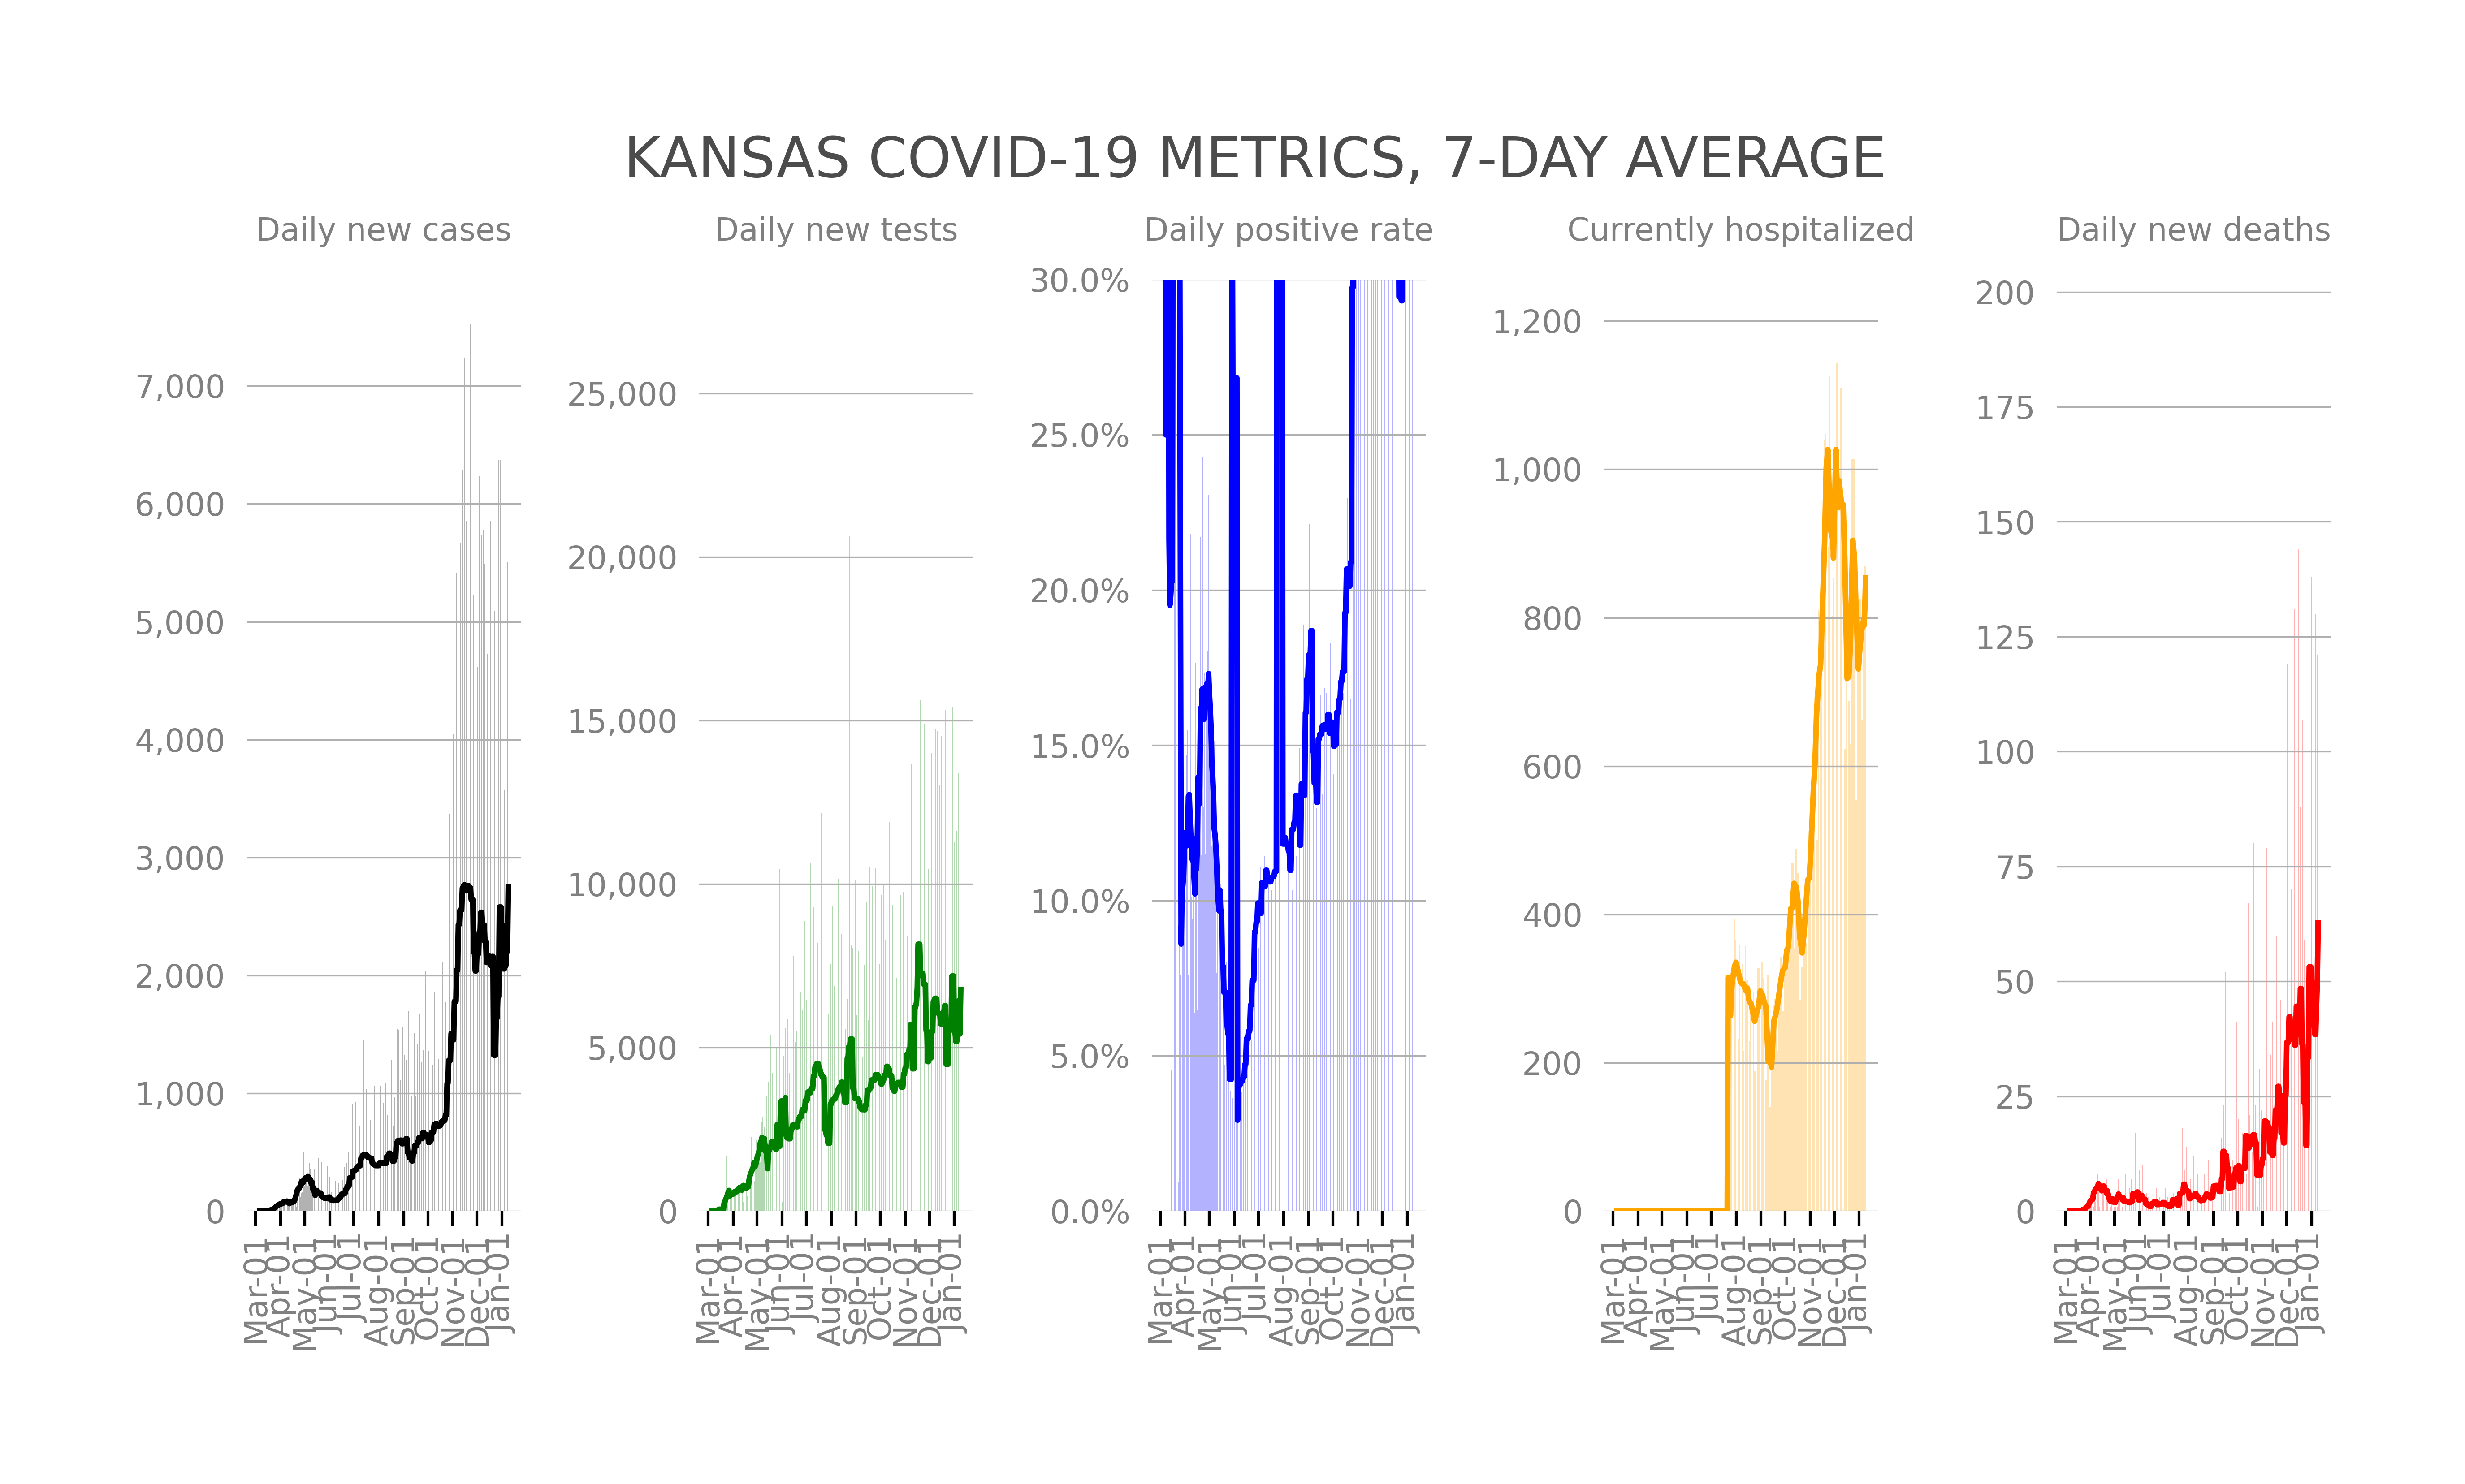 KANSAS COVID-19 METRICS, 7-DAY AVERAGE
Daily new cases
7,000
6,000
5,000
4,000
3,000
2,000
1,000
0
Mar-01
Apr-01
May-01
Jun-01
Jul-01
Aug-01
Sep-01
Oct-01
Nov-01
Dec-01
Jan-01
Daily new tests
25,000
20,000
15,000
10,000
5,000
0
Mar-01
Apr-01
May-01
Jun-01
Jul-01
Aug-01
Sep-01
Oct-01
Nov-01
Dec-01
Jan-01
Daily positive rate
30.0%
25.0%
20.0%
15.0%
10.0%
5.0%
0.0%
Mar-01
Apr-01
May-01
Jun-01
Jul-01
Aug-01
Sep-01
Oct-01
Nov-01
Dec-01
Jan-01
Currently hospitalized
1,200
1,000
800
600
400
200
0
Mar-01
Apr-01
May-01
Jun-01
Jul-01
Aug-01
Sep-01
Oct-01
Nov-01
Dec-01
Jan-01
Daily new deaths
200
175
150
125
100
75
50
25
0
Mar-01
Apr-01
May-01
Jun-01
Jul-01
Aug-01
Sep-01
Oct-01
Nov-01
Dec-01
Jan-01